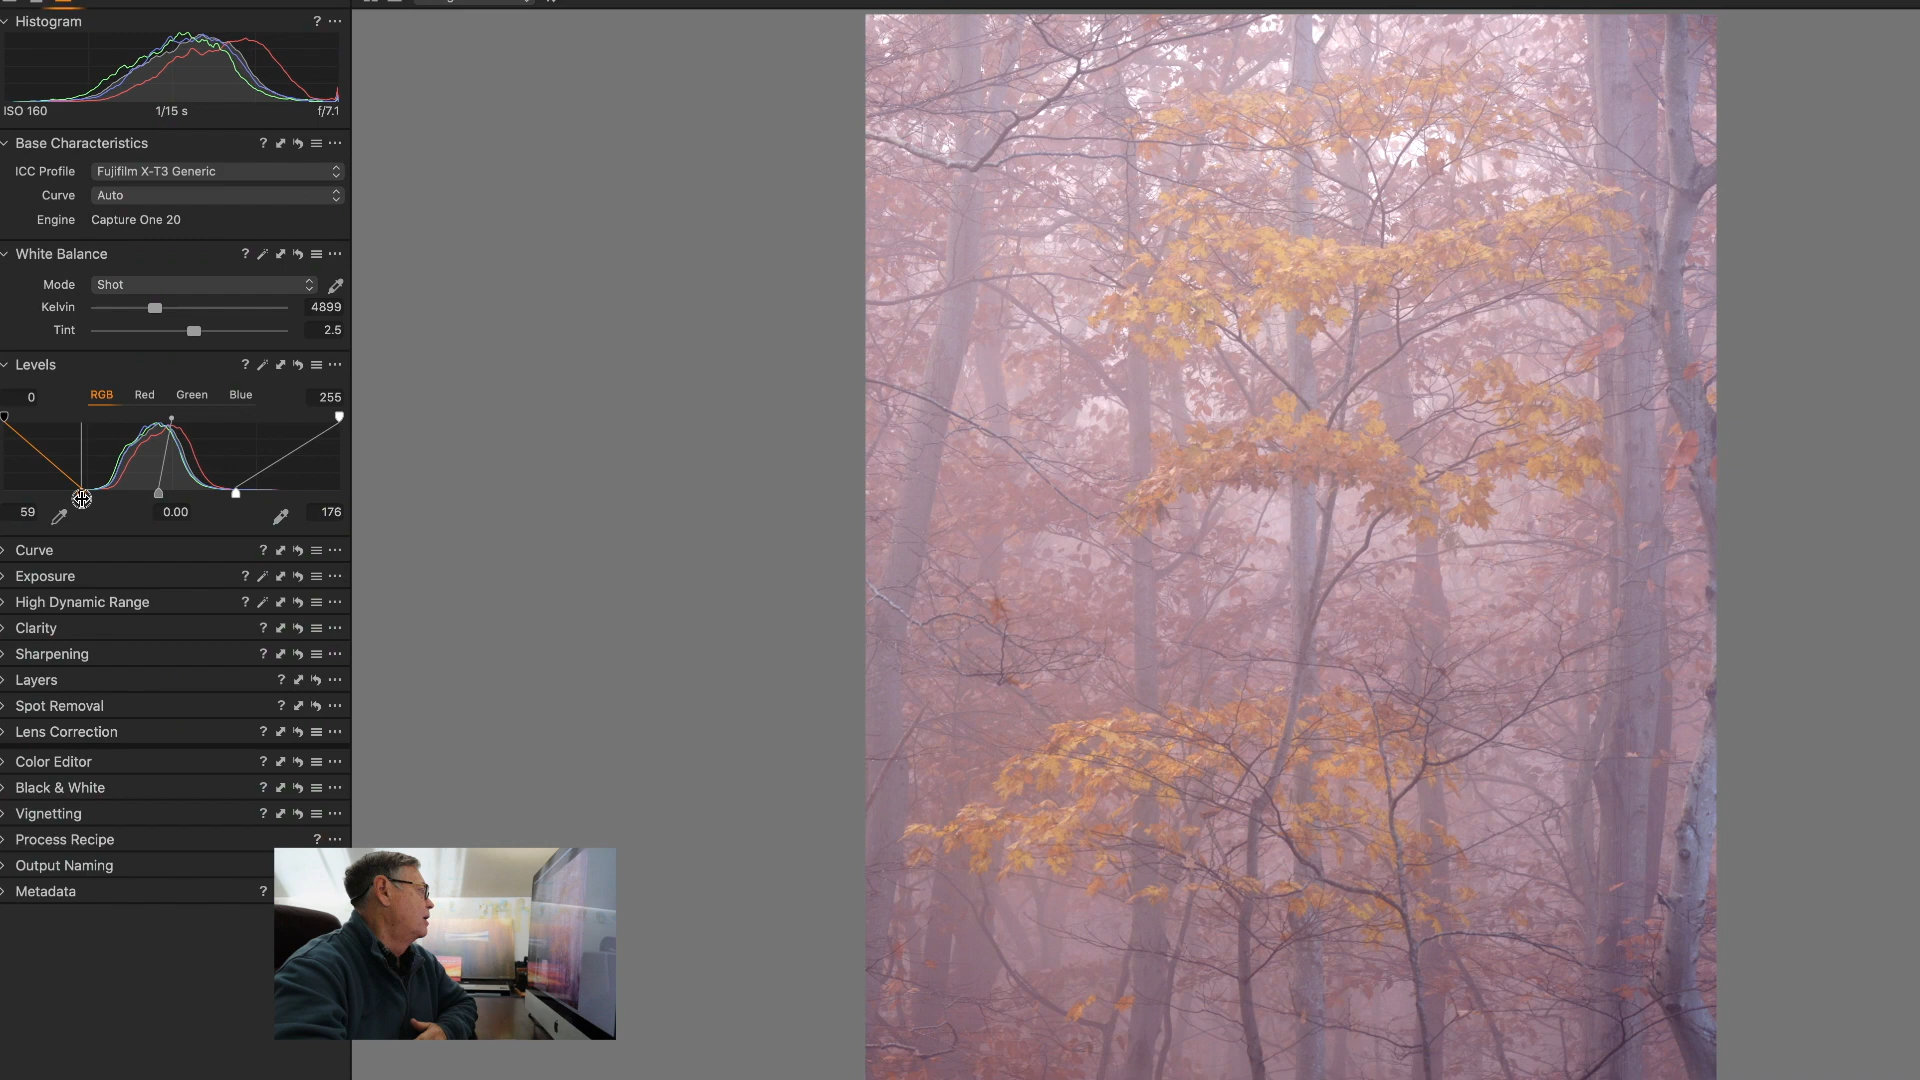 Histogram ? ...
ISO 160 1/15 s f/7.1
Base Characteristics ? ...
ICC Profile Fujifilm X-T3 Generic
Curve Auto
Engine Capture One 20
White Balance ? ...
Mode Shot
Kelvin 4899
Tint 2.5
Levels ? ...
0 RGB Red Green Blue 255
59 0.00 176
Curve ? ...
Exposure ? ...
High Dynamic Range ? ...
Clarity ? ...
Sharpening ? ...
Layers ? ...
Spot Removal ? ...
Lens Correction ? ...
Color Editor ? ...
Black & White ? ...
Vignetting ? ...
Process Recipe ? ...
Output Naming
Metadata ?